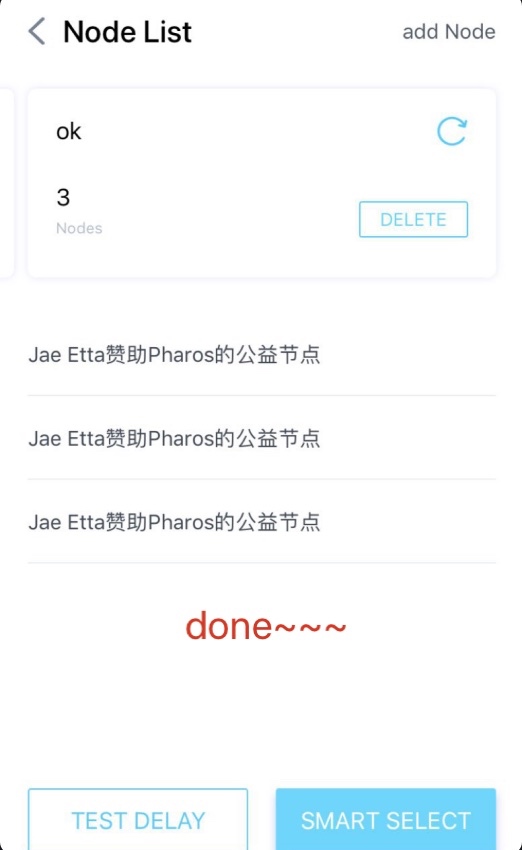 Node List
add Node
ok
3
Nodes
DELETE
Jae Etta赞助Pharos的公益节点
Jae Etta赞助Pharos的公益节点
Jae Etta赞助Pharos的公益节点
done~~~
TEST DELAY
SMART SELECT